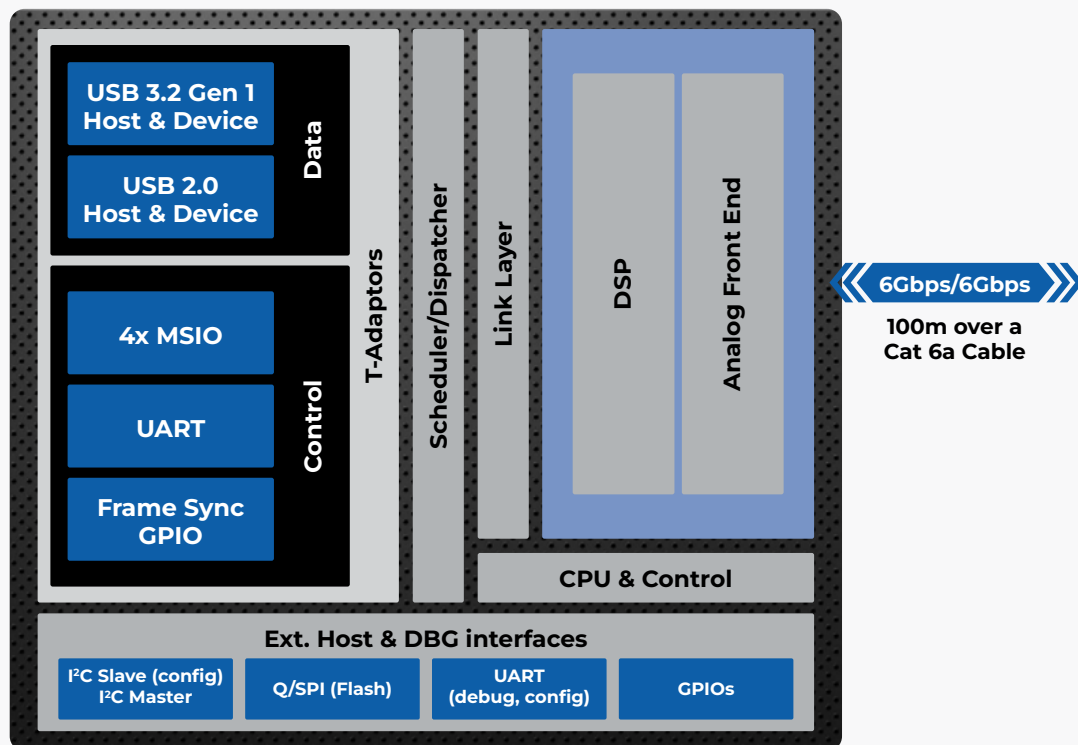 USB 3.2 Gen 1
Host & Device
USB 2.0
Host & Device
Data
4x MSIO
UART
Frame Sync
GPIO
Control
T-Adaptors
Scheduler/Dispatcher
Link Layer
DSP
Analog Front End
6Gbps/6Gbps
100m over a
Cat 6a Cable
CPU & Control
Ext. Host & DBG interfaces
I²C Slave (config)
I²C Master
Q/SPI (Flash)
UART
(debug, config)
GPIOs